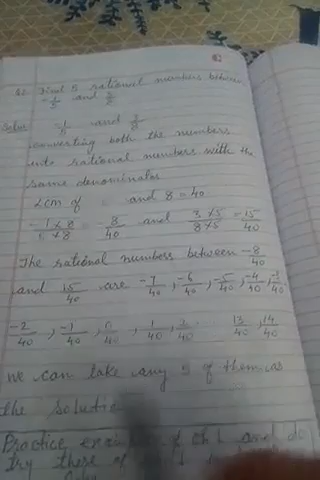 Q2. Find 5 rational numbers between
-1/5 and 3/8
Solun -1/5 and 3/8
converting both the numbers
into rational numbers with the
same denominator
LCM of and 8 = 40
-1×8/ ×8 = -8/40 and 3×5/8×5 = 15/40
The rational numbers between -8/40
and 15/40 are -7/40, -6/40, -5/40, -4/40, -3/40
-2/40, -1/40, 0/40, 1/40, 2/40 ... 13/40, 14/40
we can take any 5 of them as
the solution
Practice of Ch 1 and do
try these of